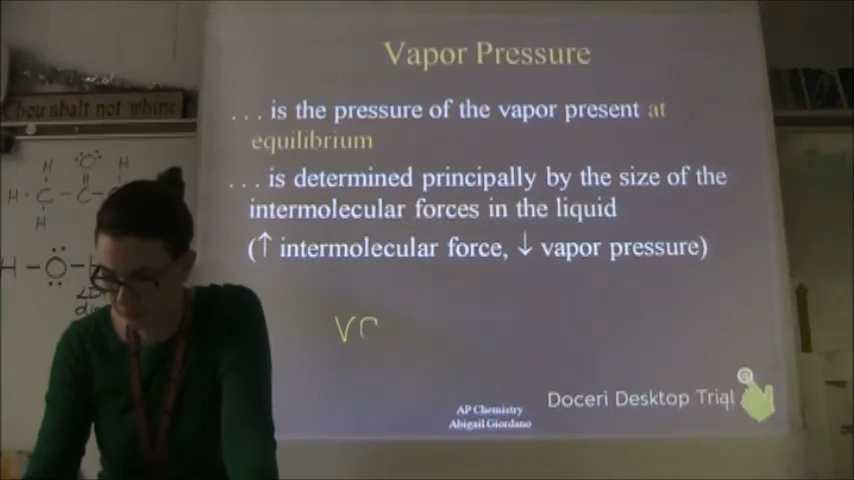 Vapor Pressure
. . . is the pressure of the vapor present at
equilibrium
. . . is determined principally by the size of the
intermolecular forces in the liquid
(↑ intermolecular force, ↓ vapor pressure)
Thou shalt not whine
H O H
H - C - C -
H
H - O - H
AP Chemistry
Abigail Giordano
Doceri Desktop Trial